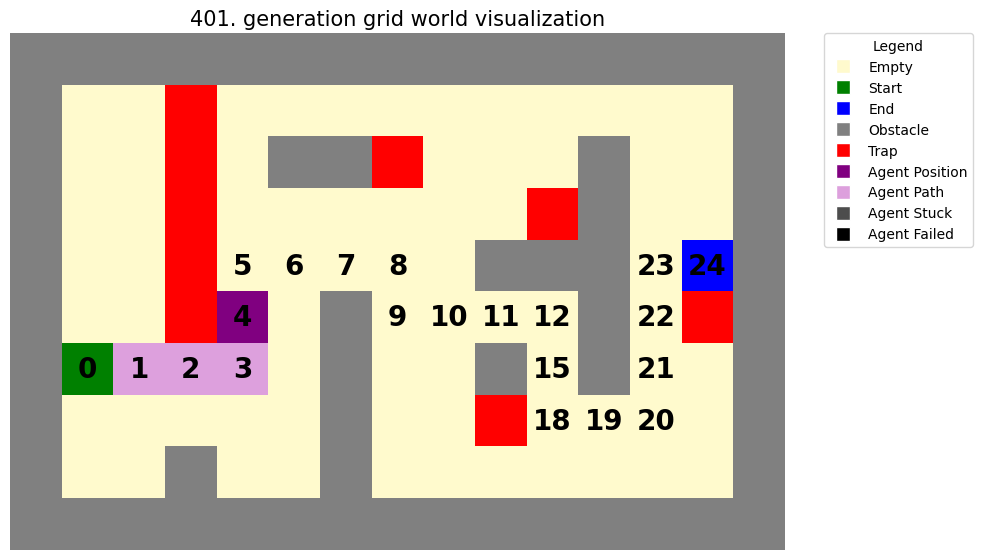 401. generation grid world visualization
Legend
Empty
Start
End
Obstacle
Trap
Agent Position
Agent Path
Agent Stuck
Agent Failed
5 6 7 8 23 24
4 9 10 11 12 22
0 1 2 3 15 21
18 19 20